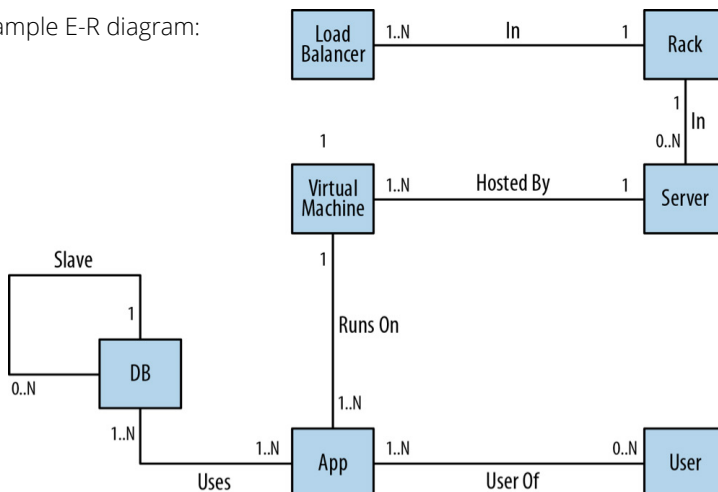 ample E-R diagram:
Load
Balancer
1..N
In
1
Rack
1
In
0..N
1
Virtual
Machine
1..N
Hosted By
1
Server
1
Slave
1
Runs On
DB
0..N
1..N
1..N
1..N
App
1..N
0..N
User
Uses
User Of